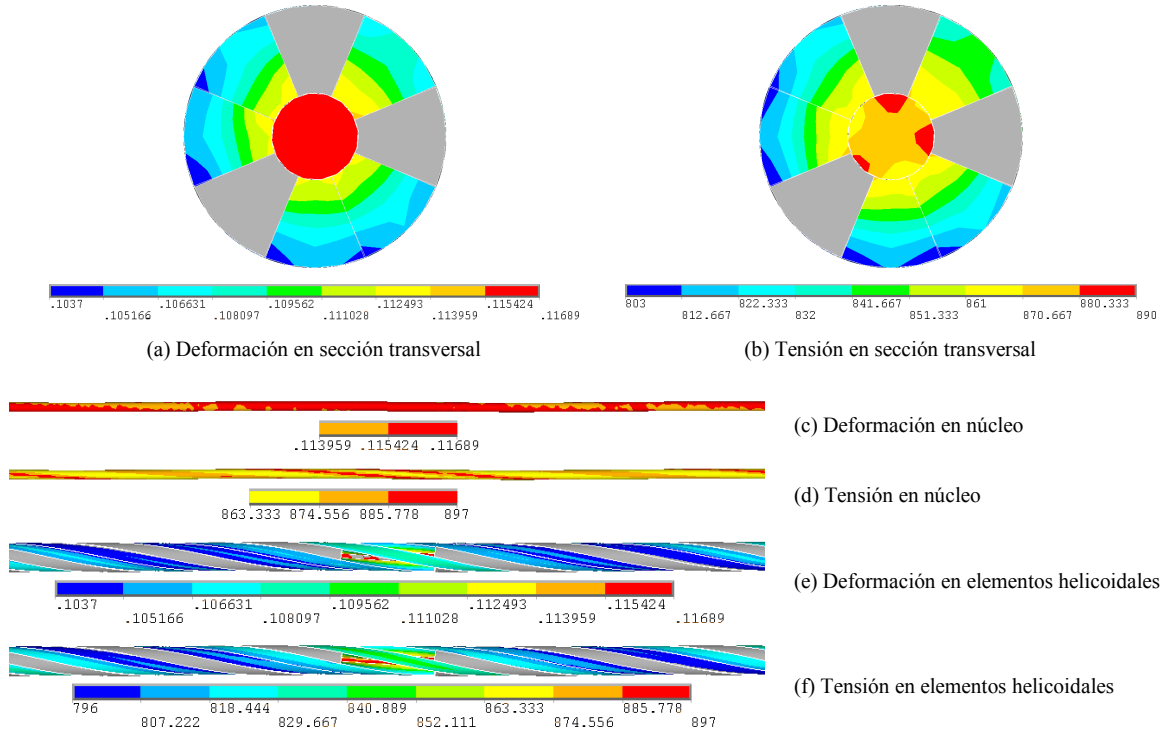 .1037 .106631 .109562 .112493 .115424
.105166 .108097 .111028 .113959 .11689
803 822.333 841.667 861 880.333
812.667 832 851.333 870.667 890
(a) Deformación en sección transversal
(b) Tensión en sección transversal
(c) Deformación en núcleo
.113959 .115424 .11689
(d) Tensión en núcleo
863.333 874.556 885.778 897
(e) Deformación en elementos helicoidales
.1037 .106631 .109562 .112493 .115424
.105166 .108097 .111028 .113959 .11689
(f) Tensión en elementos helicoidales
796 818.444 840.889 863.333 885.778
807.222 829.667 852.111 874.556 897